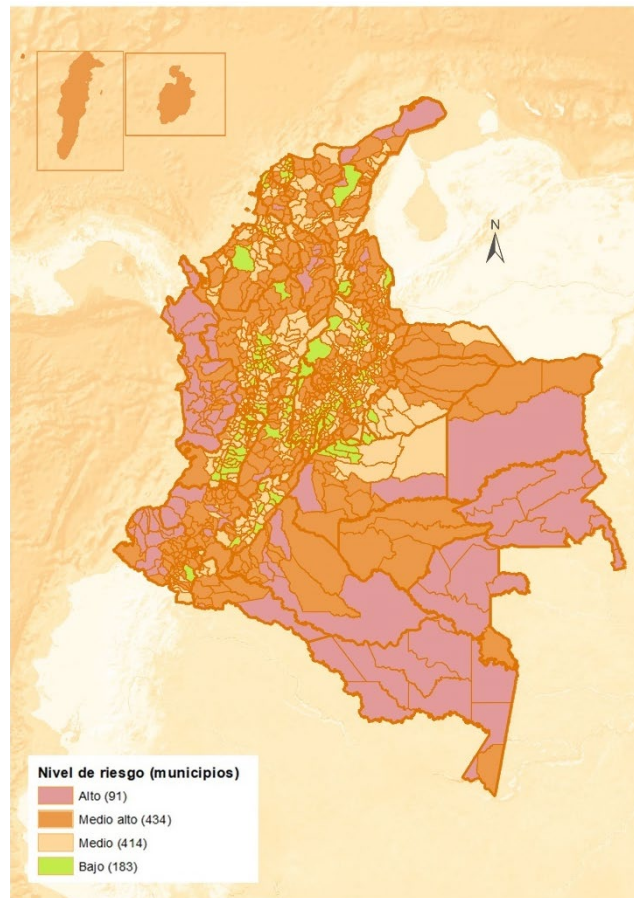 N
Nivel de riesgo (municipios)
Alto (91)
Medio alto (434)
Medio (414)
Bajo (183)